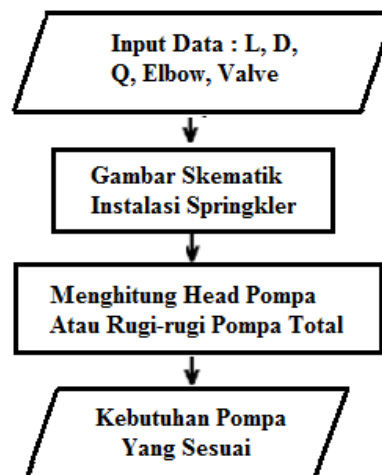 Input Data : L, D,
Q, Elbow, Valve
Gambar Skematik
Instalasi Springkler
Menghitung Head Pompa
Atau Rugi-rugi Pompa Total
Kebutuhan Pompa
Yang Sesuai